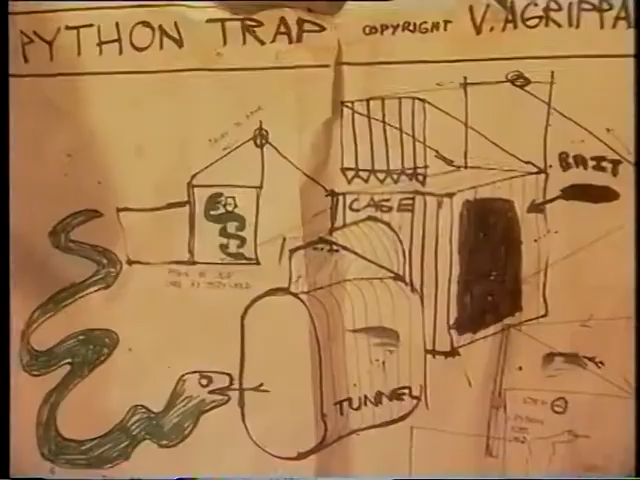 PYTHON TRAP
COPYRIGHT V. AGRIPPA
BAIT
CAGE
TUNNEL